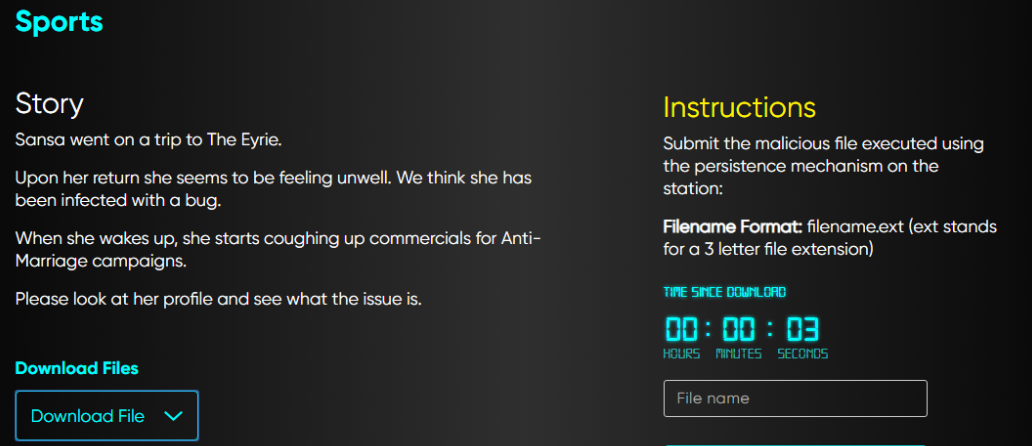 Sports
Story
Sansa went on a trip to The Eyrie.
Upon her return she seems to be feeling unwell. We think she has
been infected with a bug.
When she wakes up, she starts coughing up commercials for Anti-
Marriage campaigns.
Please look at her profile and see what the issue is.
Download Files
Download File
Instructions
Submit the malicious file executed using
the persistence mechanism on the
station:
Filename Format: filename.ext (ext stands
for a 3 letter file extension)
TIME SINCE DOWNLOAD
00 : 00 : 03
HOURS MINUTES SECONDS
File name